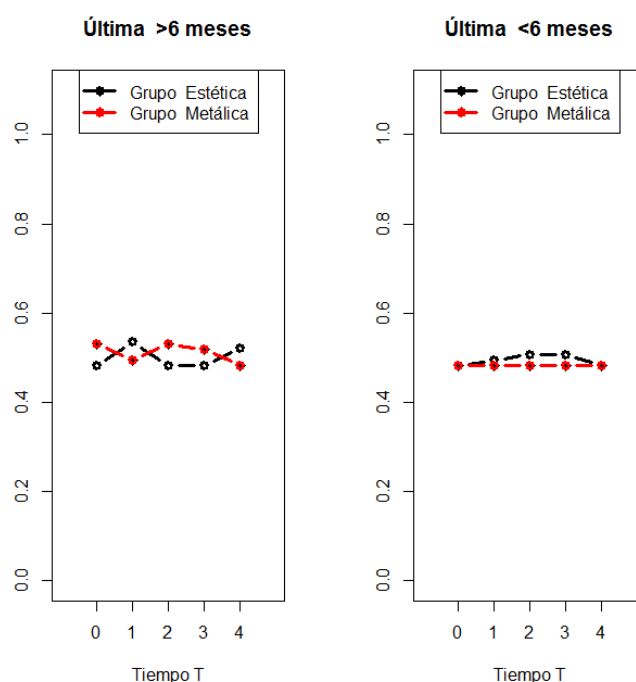 Última >6 meses
Grupo Estética
Grupo Metálica
0.0 0.2 0.4 0.6 0.8 1.0
0 1 2 3 4
Tiempo T
Última <6 meses
Grupo Estética
Grupo Metálica
0.0 0.2 0.4 0.6 0.8 1.0
0 1 2 3 4
Tiempo T